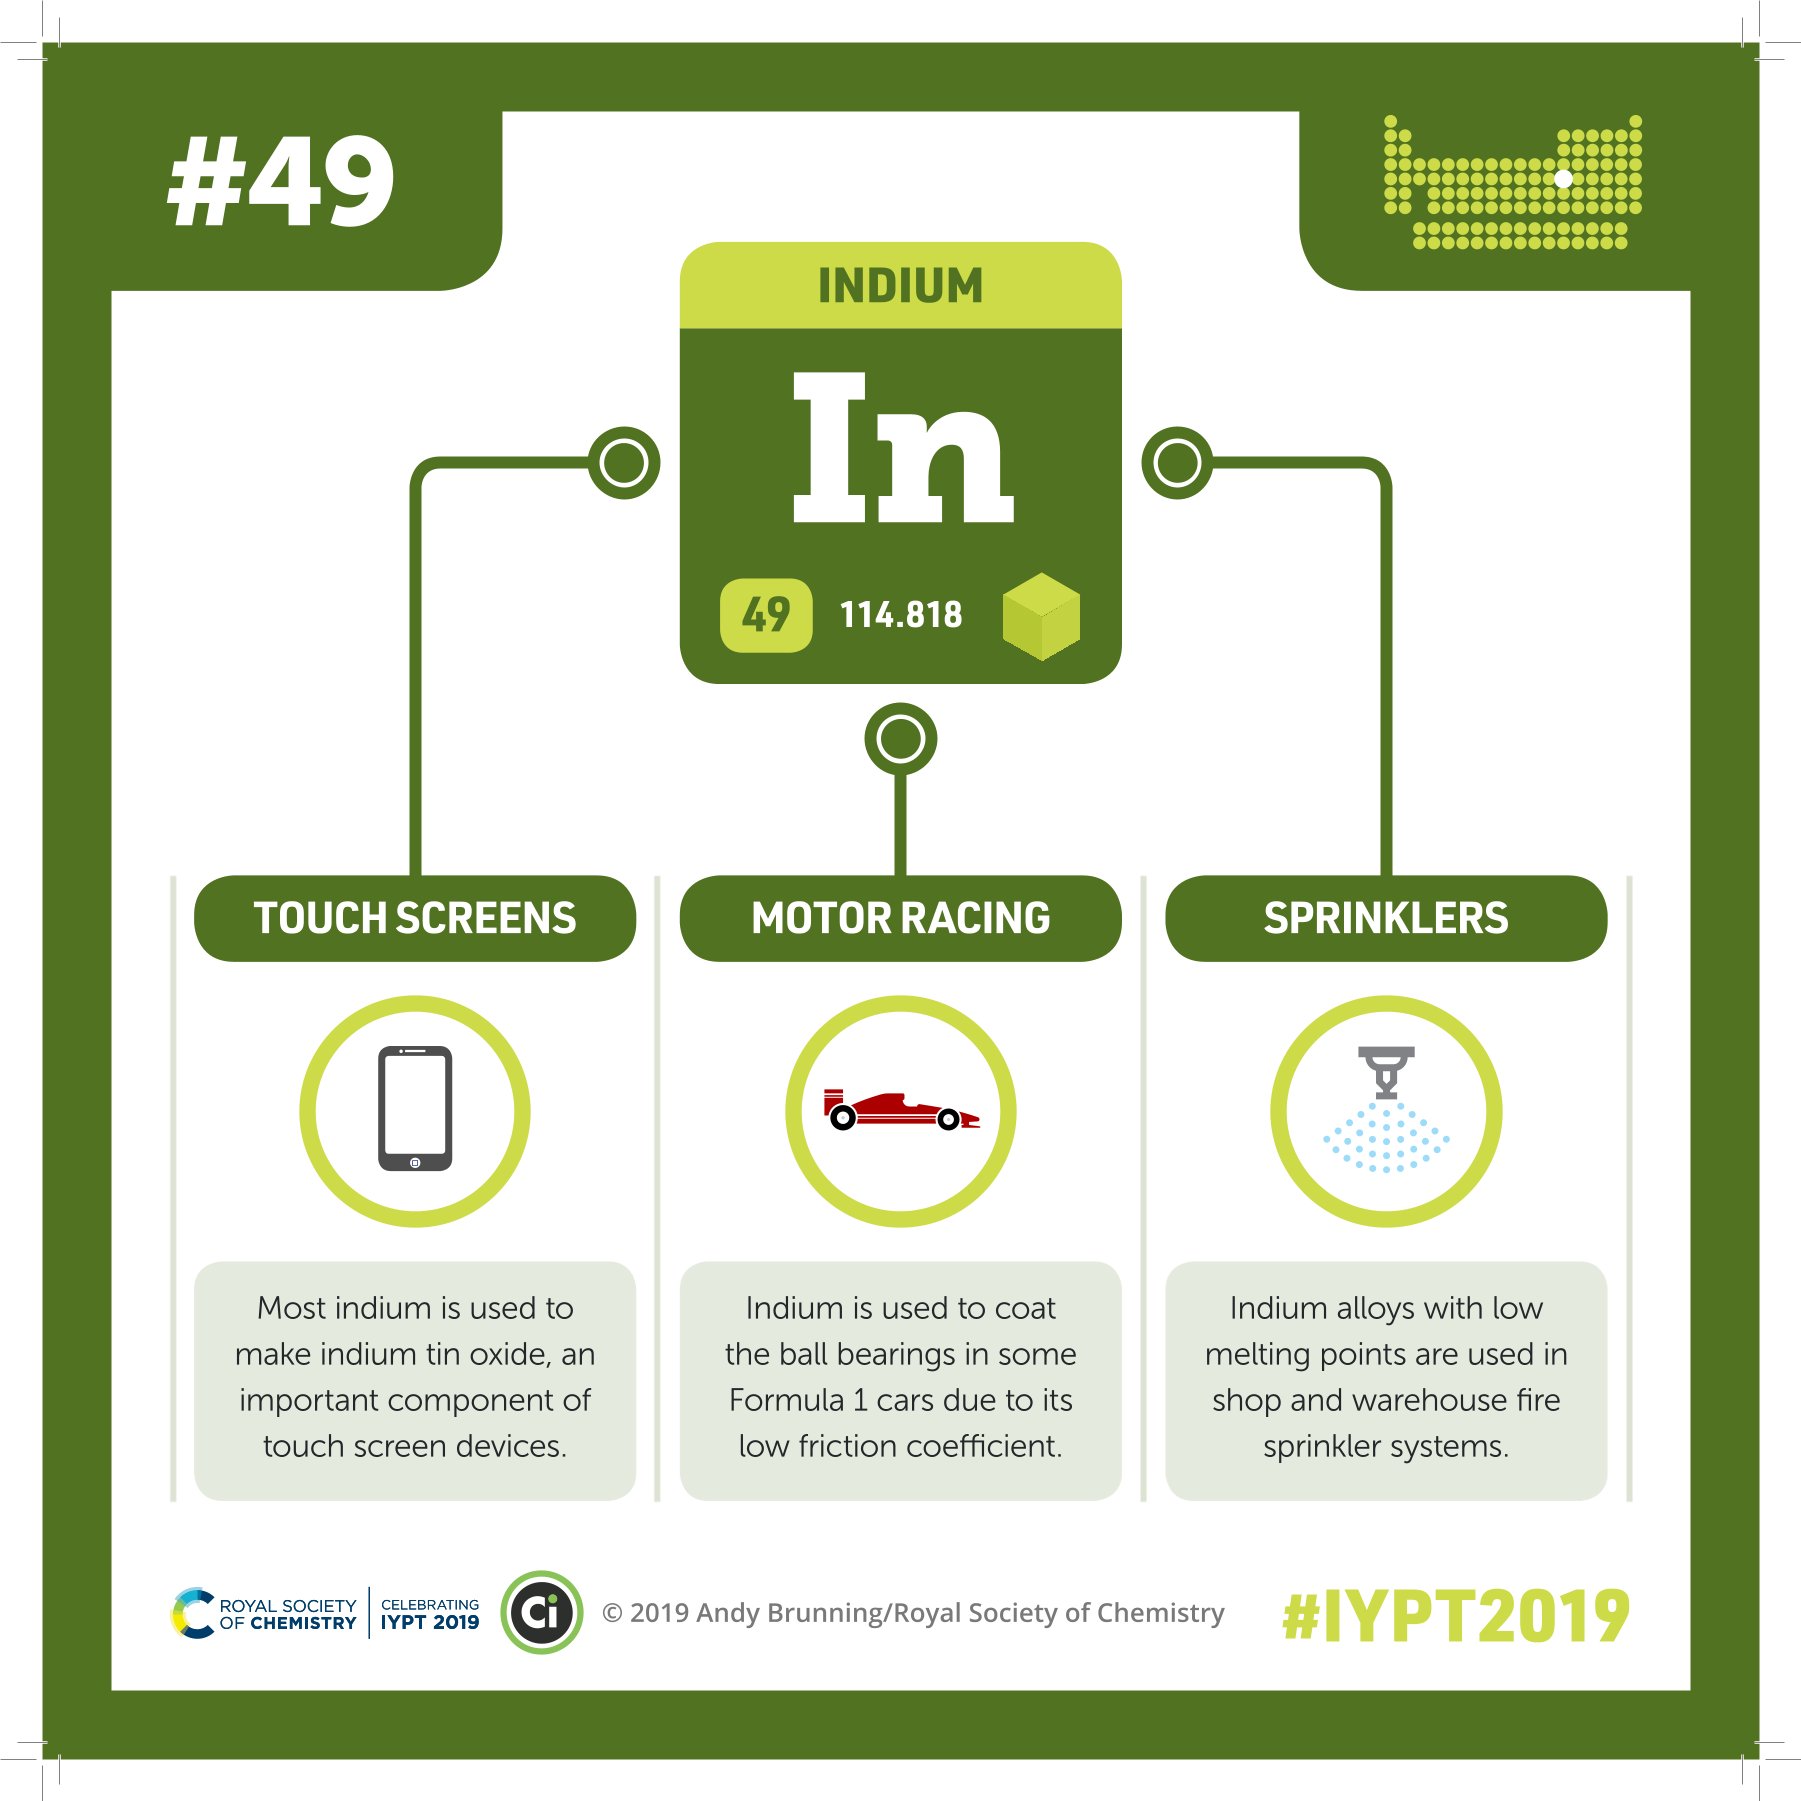 #49
INDIUM
In
49
114.818
TOUCH SCREENS
Most indium is used to
make indium tin oxide, an
important component of
touch screen devices.
MOTOR RACING
Indium is used to coat
the ball bearings in some
Formula 1 cars due to its
low friction coefficient.
SPRINKLERS
Indium alloys with low
melting points are used in
shop and warehouse fire
sprinkler systems.
ROYAL SOCIETY
OF CHEMISTRY
CELEBRATING
IYPT 2019
Ci
© 2019 Andy Brunning/Royal Society of Chemistry
#IYPT2019